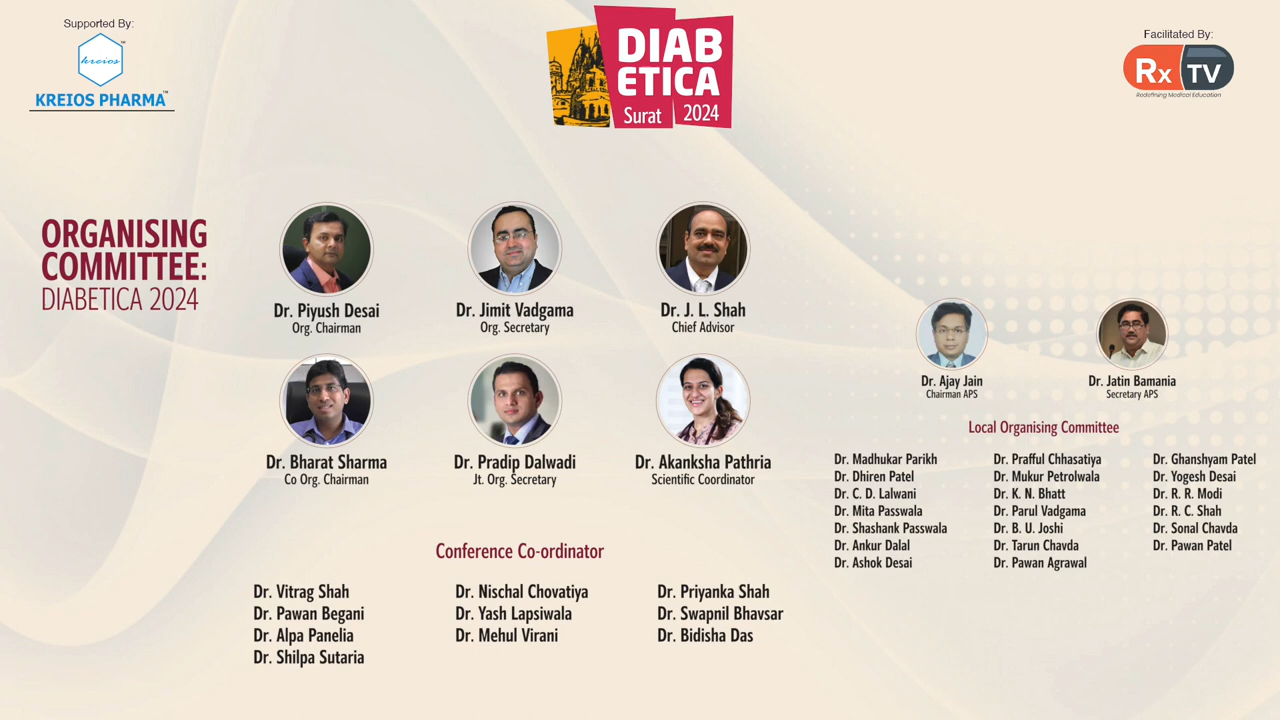 Supported By:
kreios
KREIOS PHARMA™
DIAB
ETICA
Surat 2024
Facilitated By:
Rx TV
Redefining Medical Education
ORGANISING
COMMITTEE:
DIABETICA 2024
Dr. Piyush Desai
Org. Chairman
Dr. Jimit Vadgama
Org. Secretary
Dr. J. L. Shah
Chief Advisor
Dr. Bharat Sharma
Co Org. Chairman
Dr. Pradip Dalwadi
Jt. Org. Secretary
Dr. Akanksha Pathria
Scientific Coordinator
Conference Co-ordinator
Dr. Vitrag Shah
Dr. Pawan Begani
Dr. Alpa Panelia
Dr. Shilpa Sutaria
Dr. Nischal Chovatiya
Dr. Yash Lapsiwala
Dr. Mehul Virani
Dr. Priyanka Shah
Dr. Swapnil Bhavsar
Dr. Bidisha Das
Dr. Ajay Jain
Chairman APS
Dr. Jatin Bamania
Secretary APS
Local Organising Committee
Dr. Madhukar Parikh
Dr. Dhiren Patel
Dr. C. D. Lalwani
Dr. Mita Passwala
Dr. Shashank Passwala
Dr. Ankur Dalal
Dr. Ashok Desai
Dr. Prafful Chhasatiya
Dr. Mukur Petrolwala
Dr. K. N. Bhatt
Dr. Parul Vadgama
Dr. B. U. Joshi
Dr. Tarun Chavda
Dr. Pawan Agrawal
Dr. Ghanshyam Patel
Dr. Yogesh Desai
Dr. R. R. Modi
Dr. R. C. Shah
Dr. Sonal Chavda
Dr. Pawan Patel